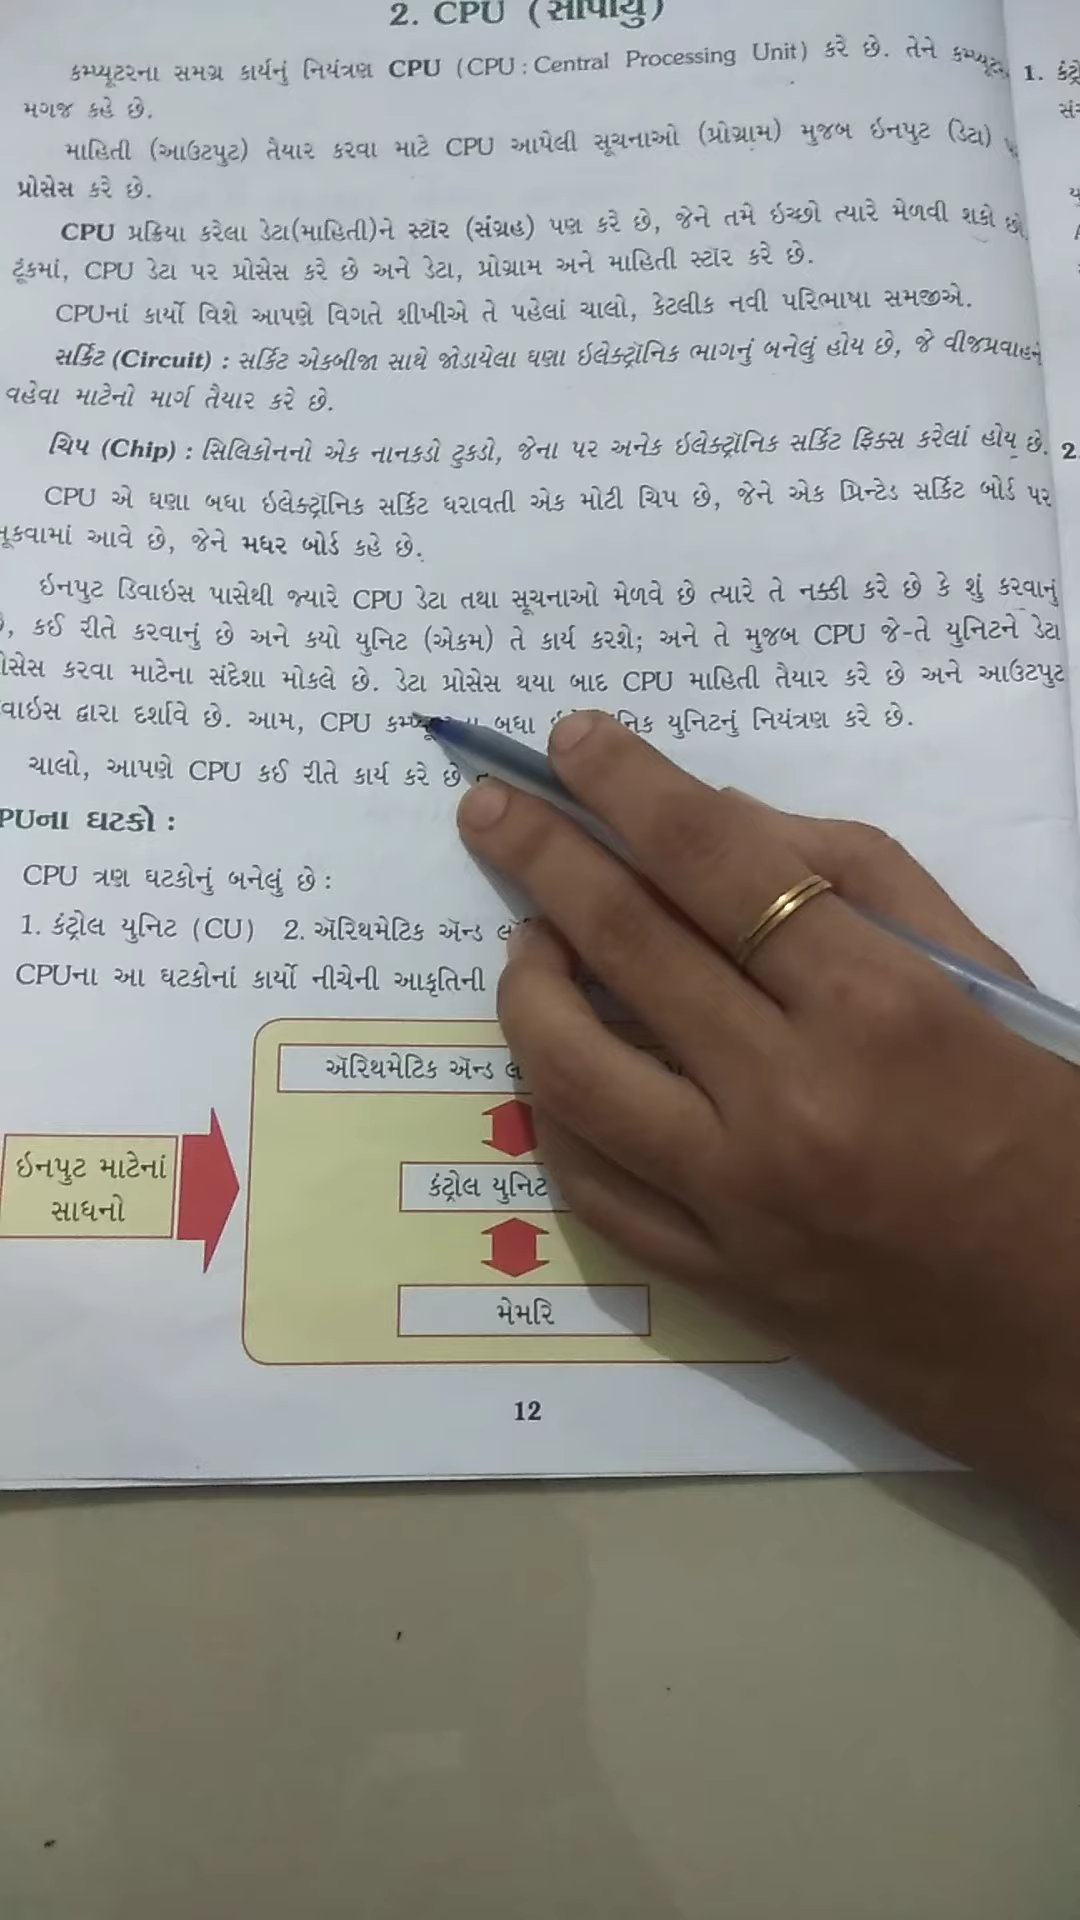 2. CPU (સીપીયુ)
કમ્પ્યૂટરના સમગ્ર કાર્યનું નિયંત્રણ CPU (CPU : Central Processing Unit) કરે છે. તેને
મગજ કહે છે.
માહિતી (આઉટપુટ) તૈયાર કરવા માટે CPU આપેલી સૂચનાઓ (પ્રોગ્રામ) મુજબ ઇનપુટ (ડેટા)
પ્રોસેસ કરે છે.
CPU પ્રક્રિયા કરેલા ડેટા(માહિતી)ને સ્ટૉર (સંગ્રહ) પણ કરે છે, જેને તમે ઇચ્છો ત્યારે મેળવી શકો છો.
ટૂંકમાં, CPU ડેટા પર પ્રોસેસ કરે છે અને ડેટા, પ્રોગ્રામ અને માહિતી સ્ટૉર કરે છે.
CPUનાં કાર્યો વિશે આપણે વિગતે શીખીએ તે પહેલાં ચાલો, કેટલીક નવી પરિભાષા સમજીએ.
સર્કિટ (Circuit) : સર્કિટ એકબીજા સાથે જોડાયેલા ઘણા ઇલેક્ટ્રૉનિક ભાગનું બનેલું હોય છે, જે વીજપ્રવાહને
વહેવા માટેનો માર્ગ તૈયાર કરે છે.
ચિપ (Chip) : સિલિકોનનો એક નાનકડો ટુકડો, જેના પર અનેક ઇલેક્ટ્રૉનિક સર્કિટ ફિક્સ કરેલાં હોય છે.
CPU એ ઘણા બધા ઇલેક્ટ્રૉનિક સર્કિટ ધરાવતી એક મોટી ચિપ છે, જેને એક પ્રિન્ટેડ સર્કિટ બોર્ડ પર
મૂકવામાં આવે છે, જેને મધર બોર્ડ કહે છે.
ઇનપુટ ડિવાઇસ પાસેથી જ્યારે CPU ડેટા તથા સૂચનાઓ મેળવે છે ત્યારે તે નક્કી કરે છે કે શું કરવાનું
કઈ રીતે કરવાનું છે અને કયો યુનિટ (એકમ) તે કાર્ય કરશે; અને તે મુજબ CPU જે-તે યુનિટને ડેટા
પ્રોસેસ કરવા માટેના સંદેશા મોકલે છે. ડેટા પ્રોસેસ થયા બાદ CPU માહિતી તૈયાર કરે છે અને આઉટપુટ
ડિવાઇસ દ્વારા દર્શાવે છે. આમ, CPU બધા યુનિટનું નિયંત્રણ કરે છે.
ચાલો, આપણે CPU કઈ રીતે કાર્ય કરે છે
CPUના ઘટકો :
CPU ત્રણ ઘટકોનું બનેલું છે :
1. કંટ્રોલ યુનિટ (CU) 2. ઍરિથમેટિક ઍન્ડ
CPUના આ ઘટકોનાં કાર્યો નીચેની આકૃતિની
ઍરિથમેટિક ઍન્ડ
ઇનપુટ માટેનાં
સાધનો
કંટ્રોલ યુનિટ
મેમરિ
12
1.
2.